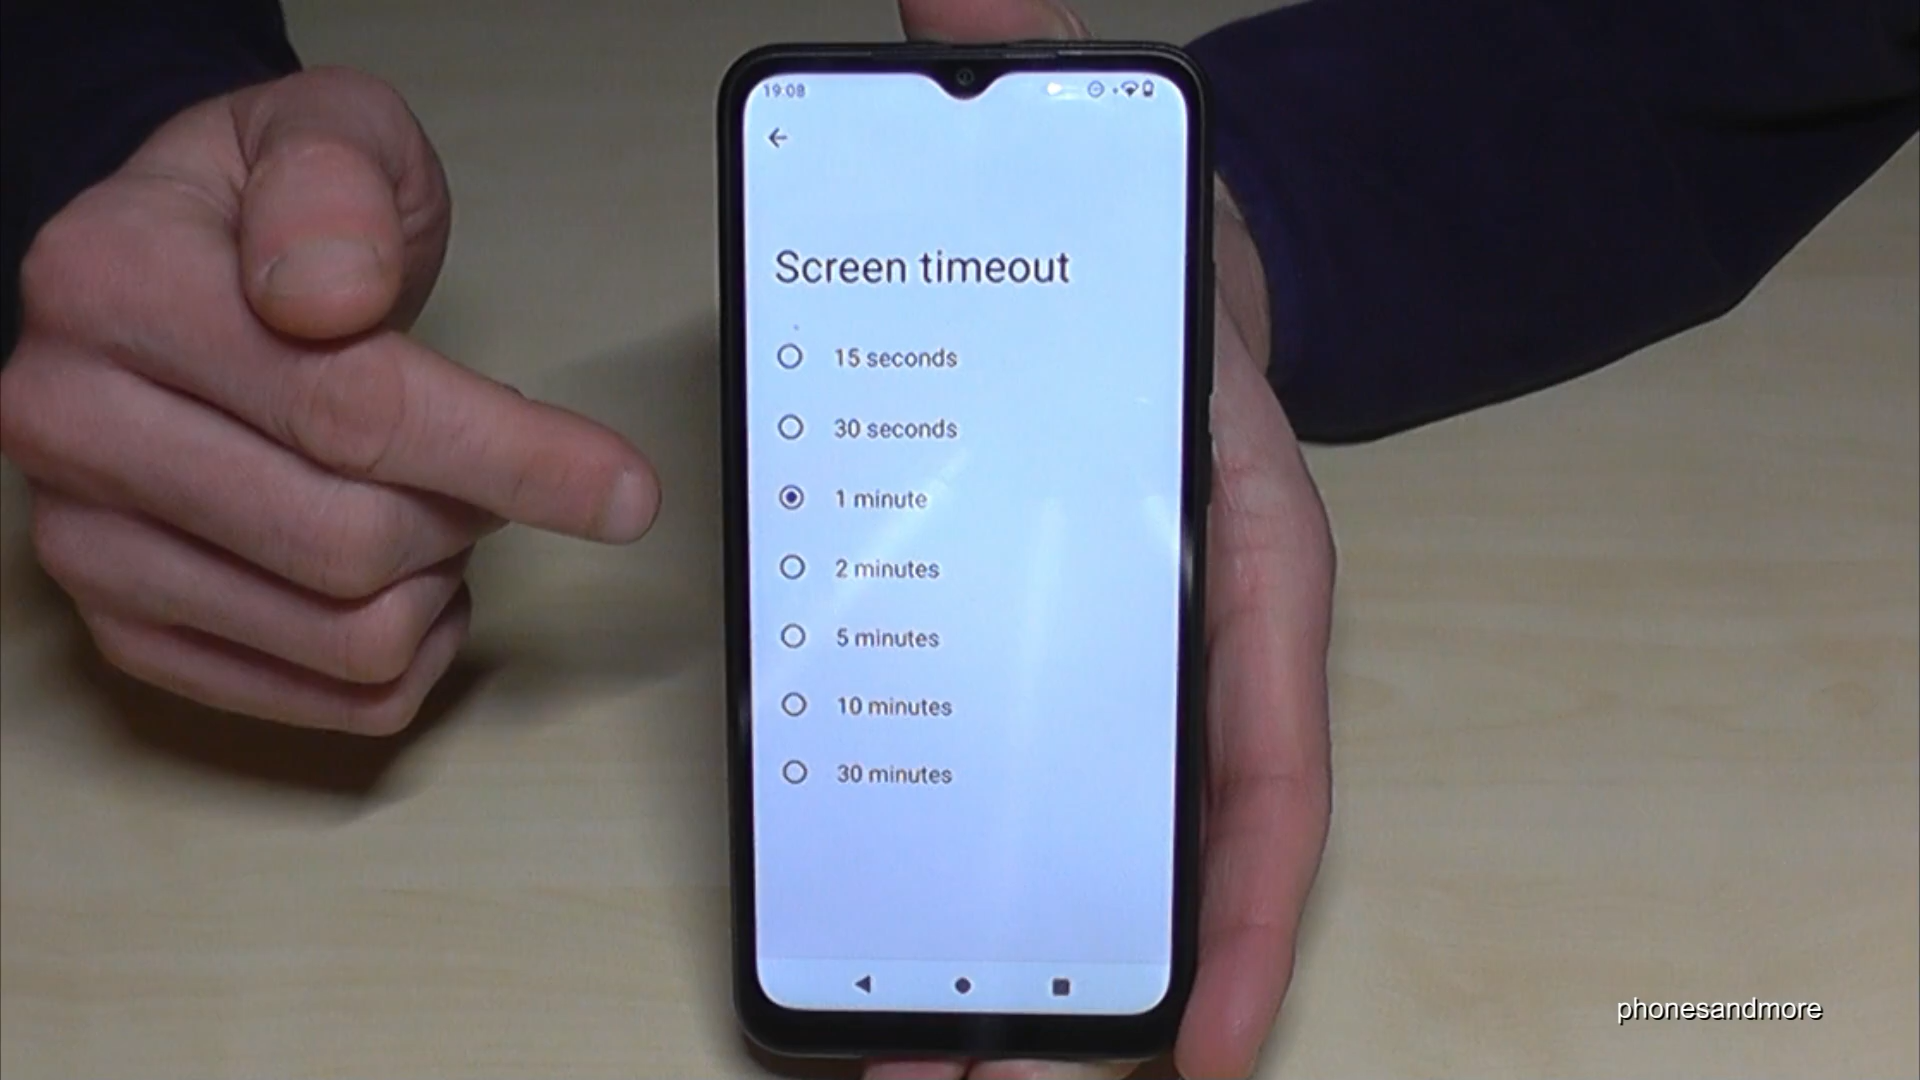 19:08
Screen timeout
15 seconds
30 seconds
1 minute
2 minutes
5 minutes
10 minutes
30 minutes
phonesandmore